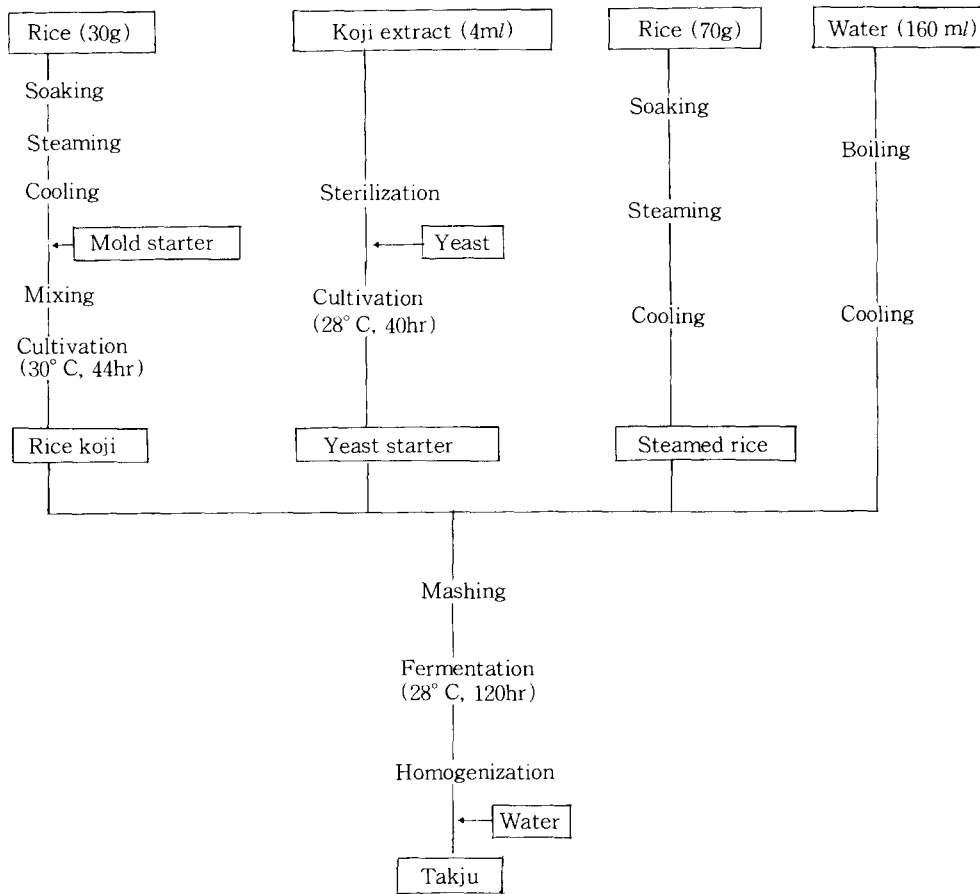 Rice (30g)
Soaking
Steaming
Cooling
Mold starter
Mixing
Cultivation
(30° C, 44hr)
Rice koji
Koji extract (4ml)
Sterilization
Yeast
Cultivation
(28° C, 40hr)
Yeast starter
Rice (70g)
Soaking
Steaming
Cooling
Steamed rice
Water (160 ml)
Boiling
Cooling
Mashing
Fermentation
(28° C, 120hr)
Homogenization
Water
Takju